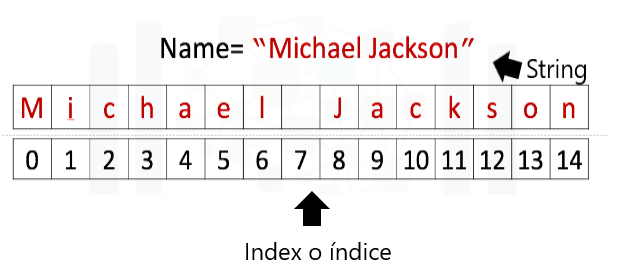 Name= “Michael Jackson”
String
M i c h a e l J a c k s o n
0 1 2 3 4 5 6 7 8 9 10 11 12 13 14
Index o índice